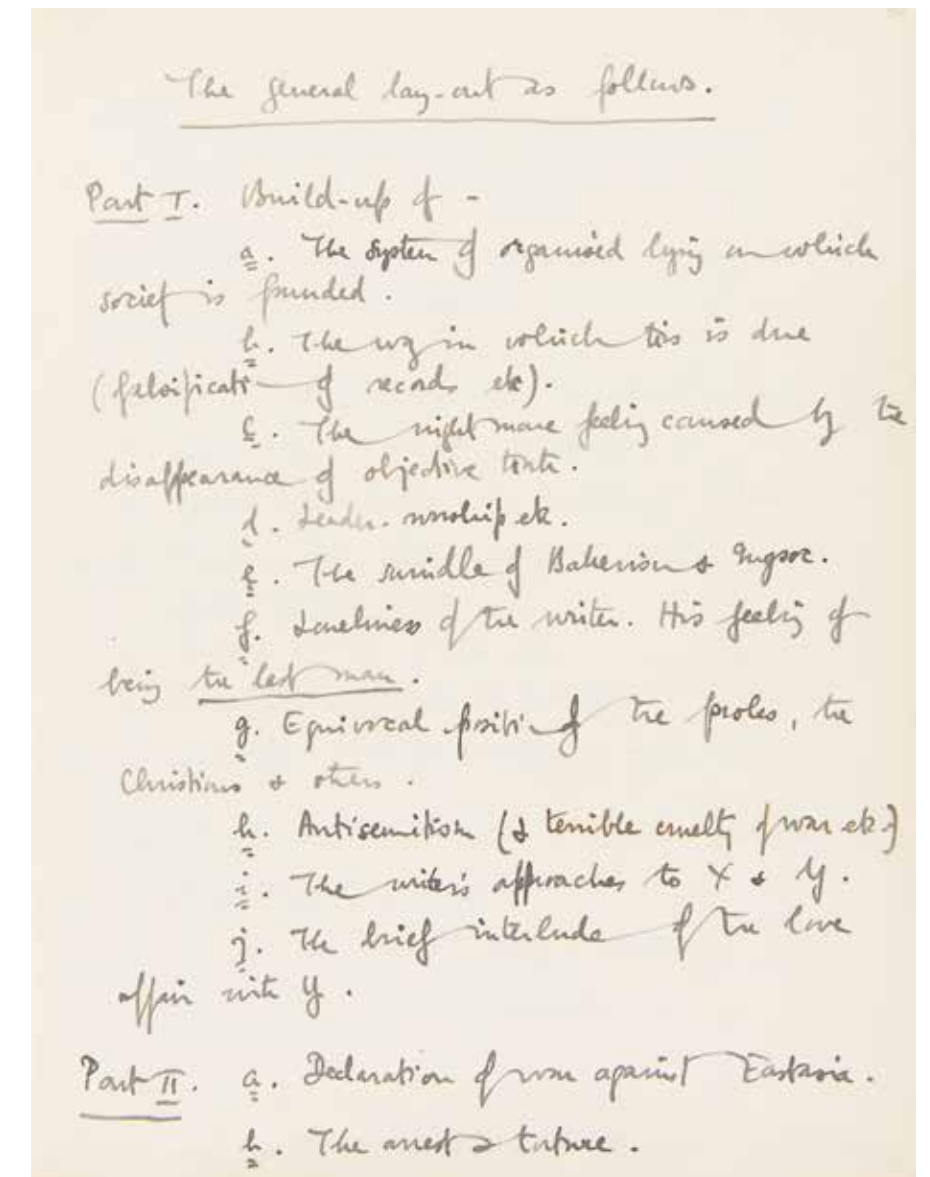 The general lay-out as follows.
Part I. Build-up of -
a. The system of organised lying on which
society is founded.
b. The way in which this is done
(falsification of records etc).
c. The nightmare feeling caused by the
disappearance of objective truth.
d. Leader-worship etc.
e. The swindle of Bakerism & Ingsoc.
f. Loneliness of the writer. His feeling of
being the last man.
g. Equivocal position of the proles, the
Christians & others.
h. Antisemitism (& terrible cruelty of war etc.)
i. The writer's approaches to X & Y.
j. The brief interlude of the love
affair with Y.
Part II. a. Declaration of war against Eastasia.
b. The arrest & torture.